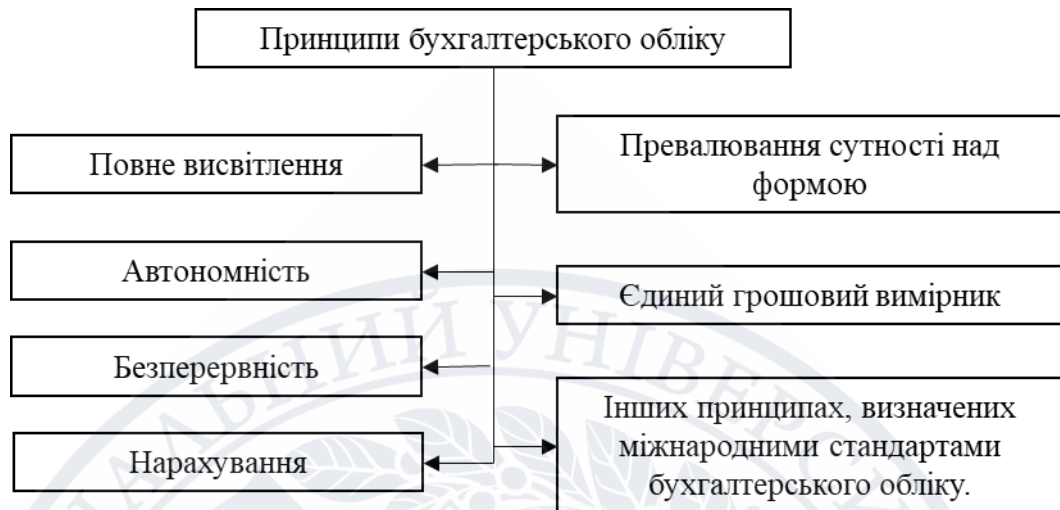 Принципи бухгалтерського обліку
Повне висвітлення
Превалювання сутності над
формою
Автономність
Єдиний грошовий вимірник
Безперервність
Інших принципах, визначених
міжнародними стандартами
бухгалтерського обліку.
Нарахування